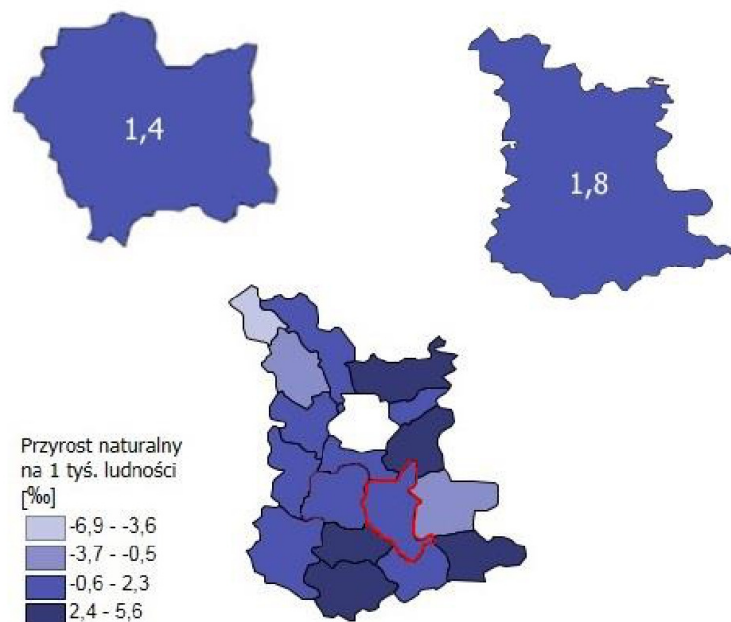 1,4
1,8
Przyrost naturalny
na 1 tyś. ludności
[‰]
-6,9 - -3,6
-3,7 - -0,5
-0,6 - 2,3
2,4 - 5,6